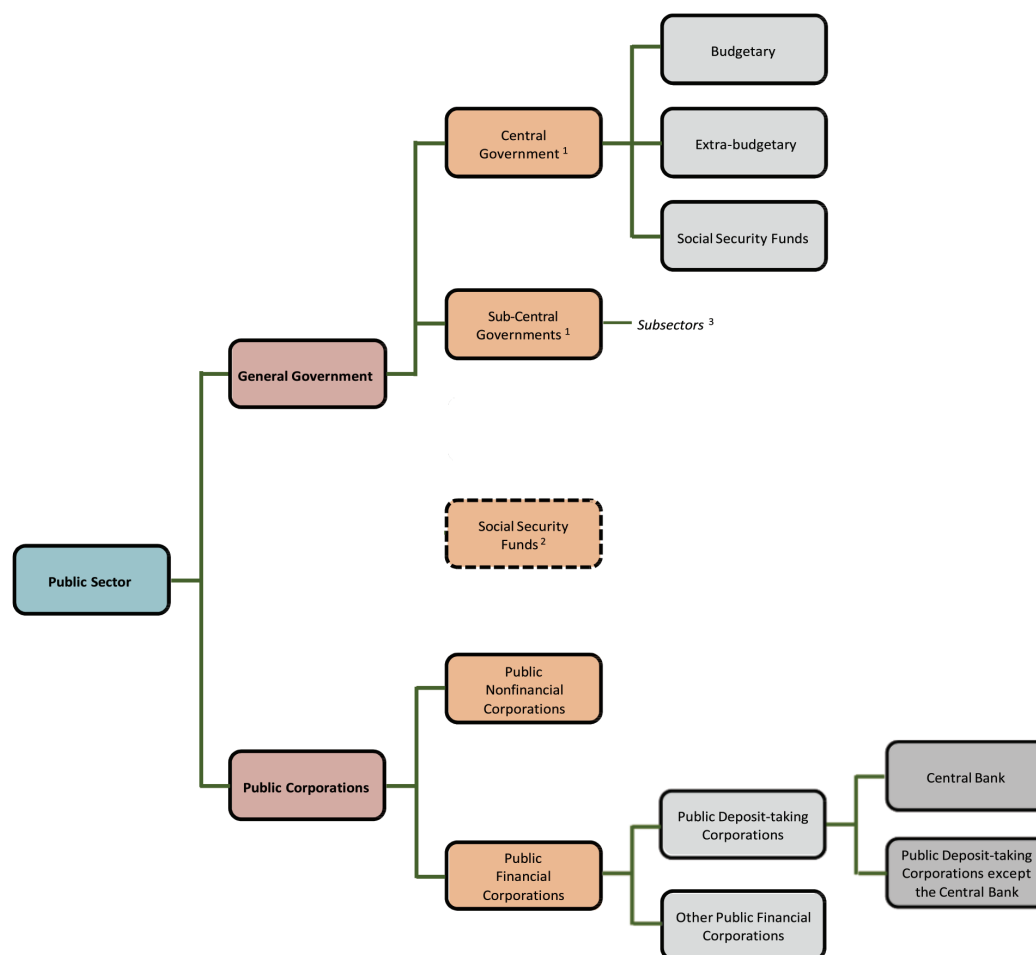 Budgetary
Central
Government 1
Extra-budgetary
Social Security Funds
Sub-Central
Governments 1
Subsectors 3
General Government
Social Security
Funds 2
Public Sector
Public
Nonfinancial
Corporations
Public Corporations
Central Bank
Public Deposit-taking
Corporations
Public
Financial
Corporations
Public Deposit-taking
Corporations except
the Central Bank
Other Public Financial
Corporations